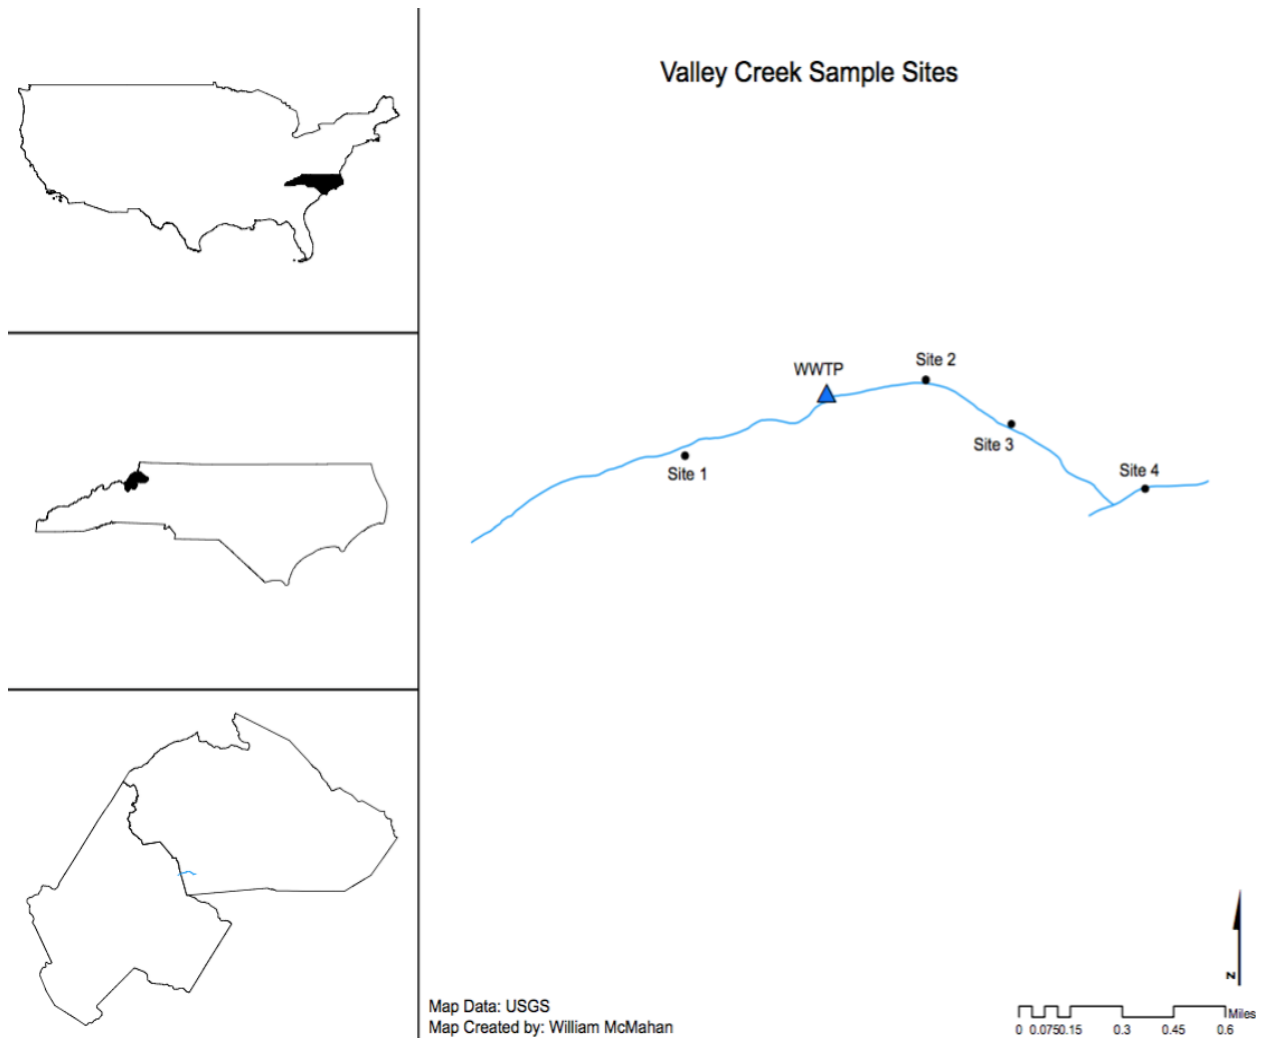 Valley Creek Sample Sites
WWTP
Site 2
Site 3
Site 1
Site 4
N
Map Data: USGS
Map Created by: William McMahan
Miles
0 0.0750.15 0.3 0.45 0.6